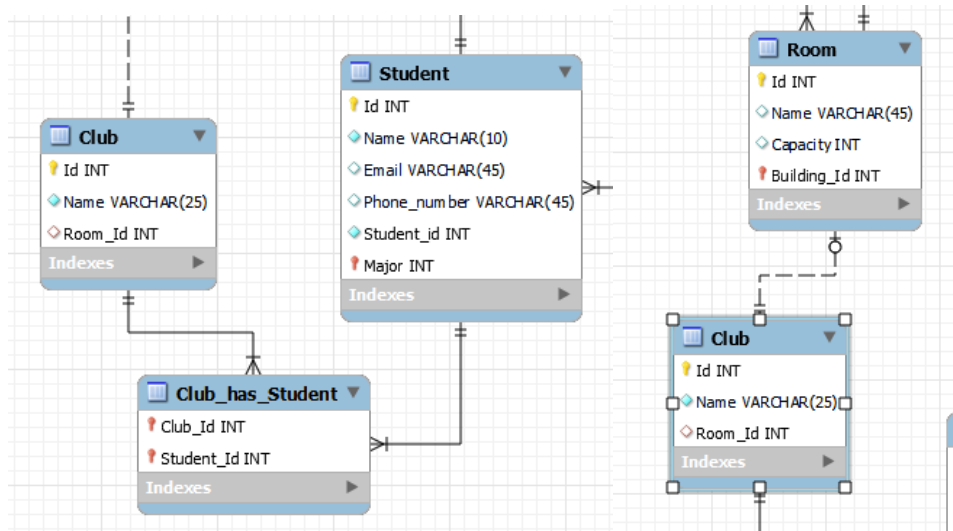 Club
Id INT
Name VARCHAR(25)
Room_Id INT
Indexes
Student
Id INT
Name VARCHAR(10)
Email VARCHAR(45)
Phone_number VARCHAR(45)
Student_id INT
Major INT
Indexes
Club_has_Student
Club_Id INT
Student_Id INT
Indexes
Room
Id INT
Name VARCHAR(45)
Capacity INT
Building_Id INT
Indexes
Club
Id INT
Name VARCHAR(25)
Room_Id INT
Indexes